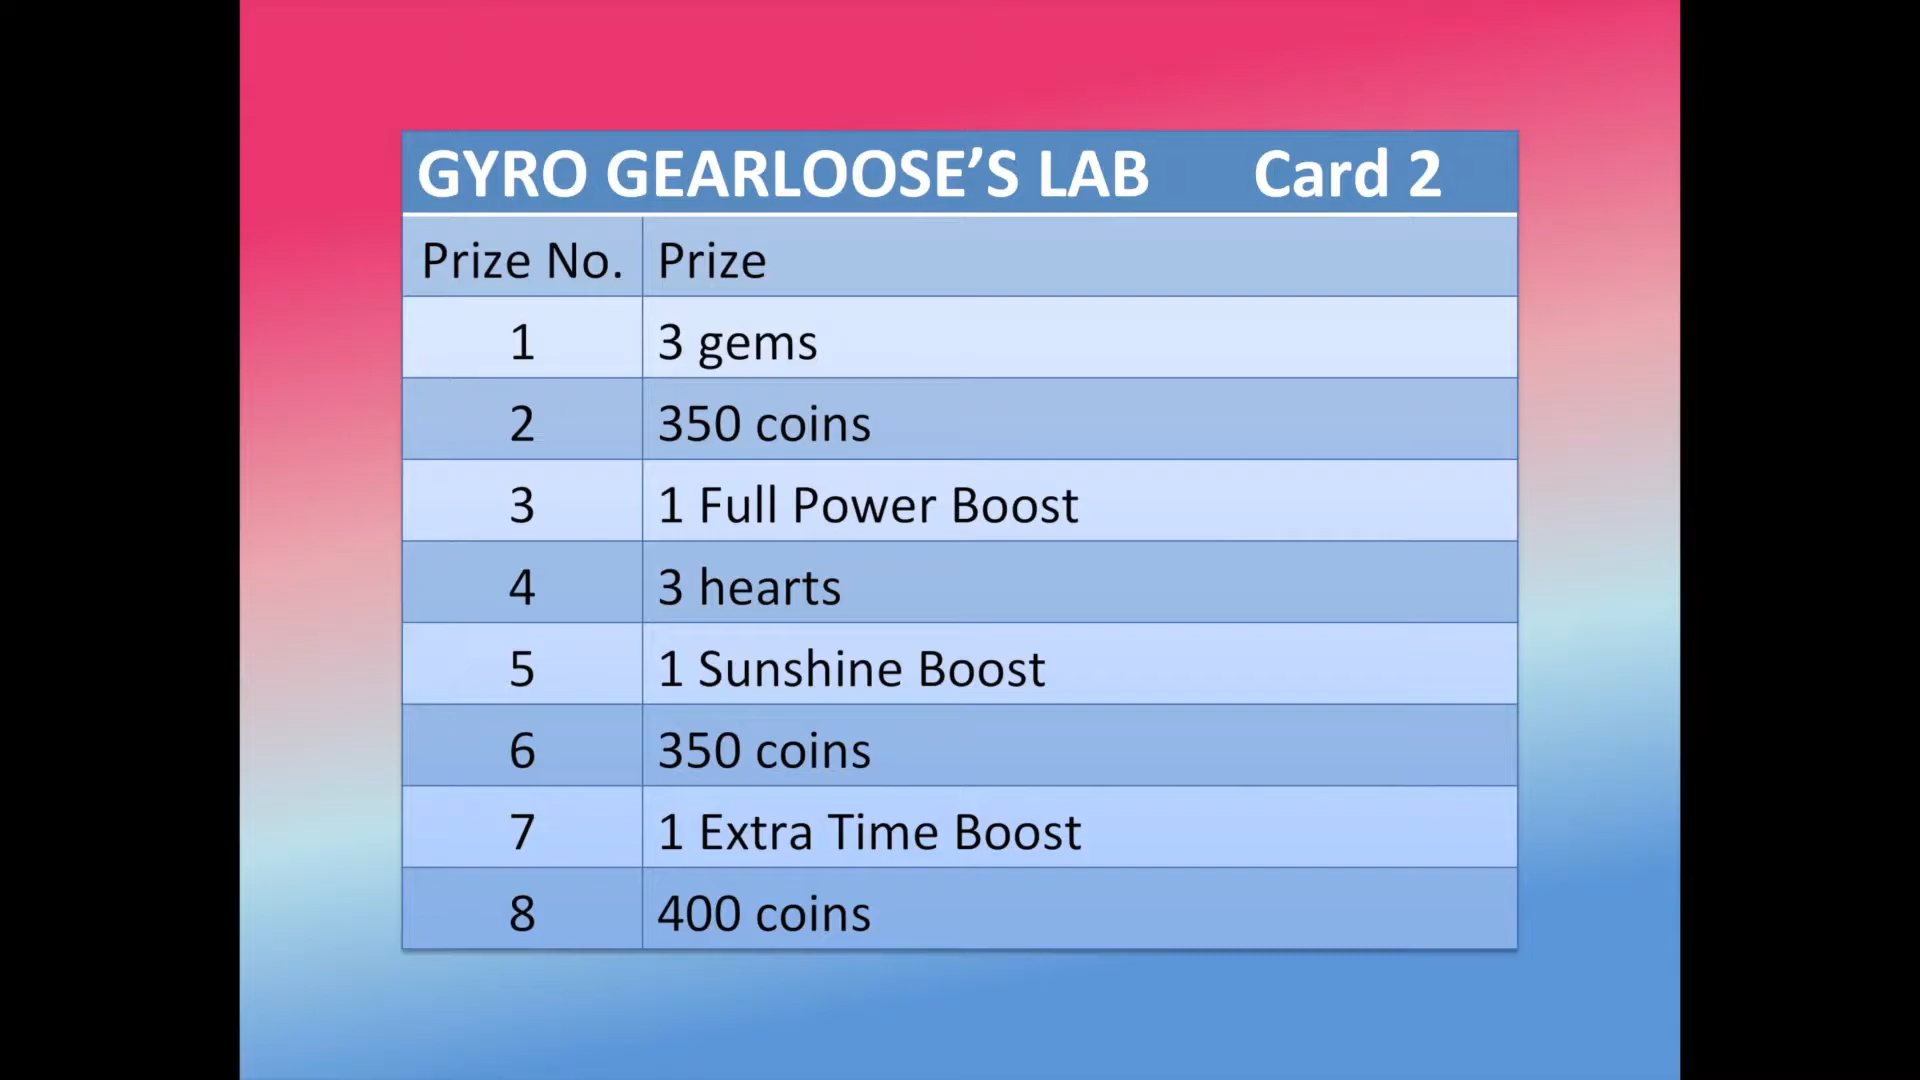 GYRO GEARLOOSE’S LAB Card 2
Prize No. Prize
1 3 gems
2 350 coins
3 1 Full Power Boost
4 3 hearts
5 1 Sunshine Boost
6 350 coins
7 1 Extra Time Boost
8 400 coins